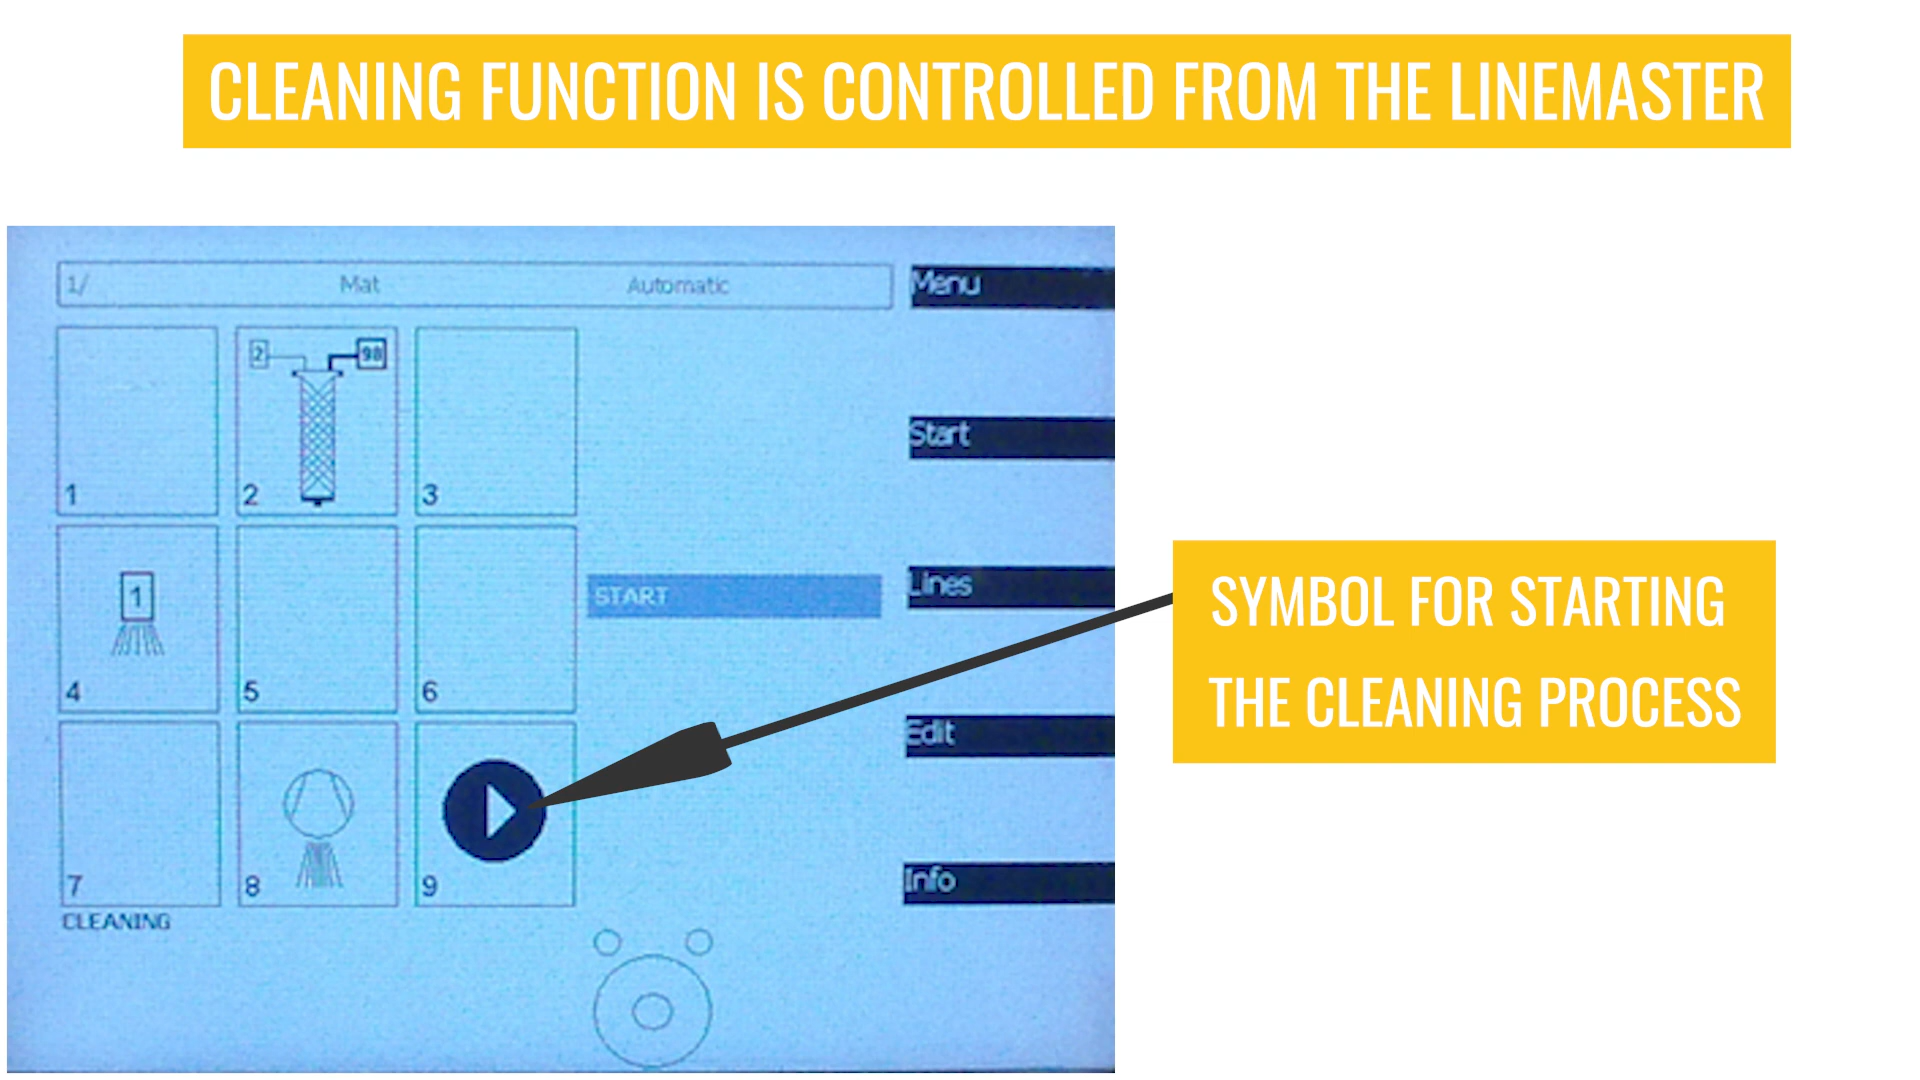 CLEANING FUNCTION IS CONTROLLED FROM THE LINEMASTER
1/ Mat Automatic
Menu
2 98
1 2 3
Start
1
START
Lines
4 5 6
Edit
7 8 9
Info
CLEANING
SYMBOL FOR STARTING
THE CLEANING PROCESS